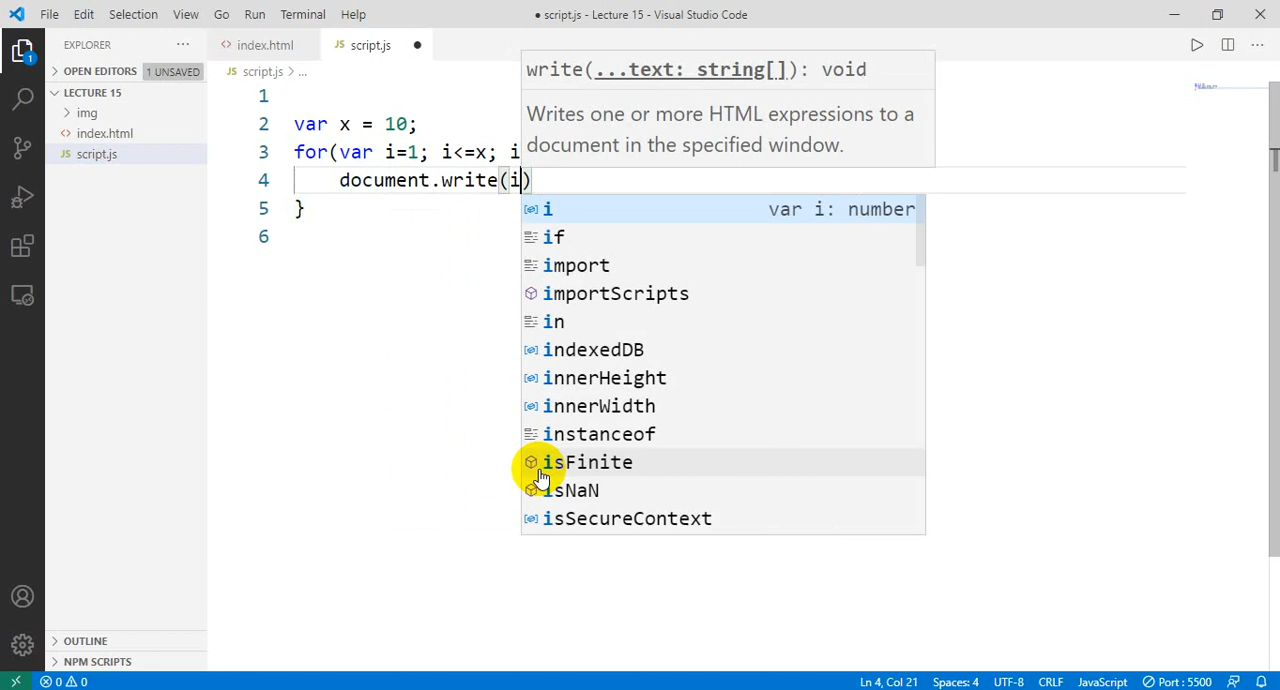 File Edit Selection View Go Run Terminal Help
● script.js - Lecture 15 - Visual Studio Code
EXPLORER
index.html
JS script.js
OPEN EDITORS 1 UNSAVED
LECTURE 15
img
index.html
JS script.js
JS script.js > ...
1
2 var x = 10;
3 for(var i=1; i<=x; i
4 document.write(i)
5 }
6
write(...text: string[]): void
Writes one or more HTML expressions to a
document in the specified window.
i var i: number
if
import
importScripts
in
indexedDB
innerHeight
innerWidth
instanceof
isFinite
isNaN
isSecureContext
1
OUTLINE
NPM SCRIPTS
0 0
Ln 4, Col 21 Spaces: 4 UTF-8 CRLF JavaScript Port : 5500